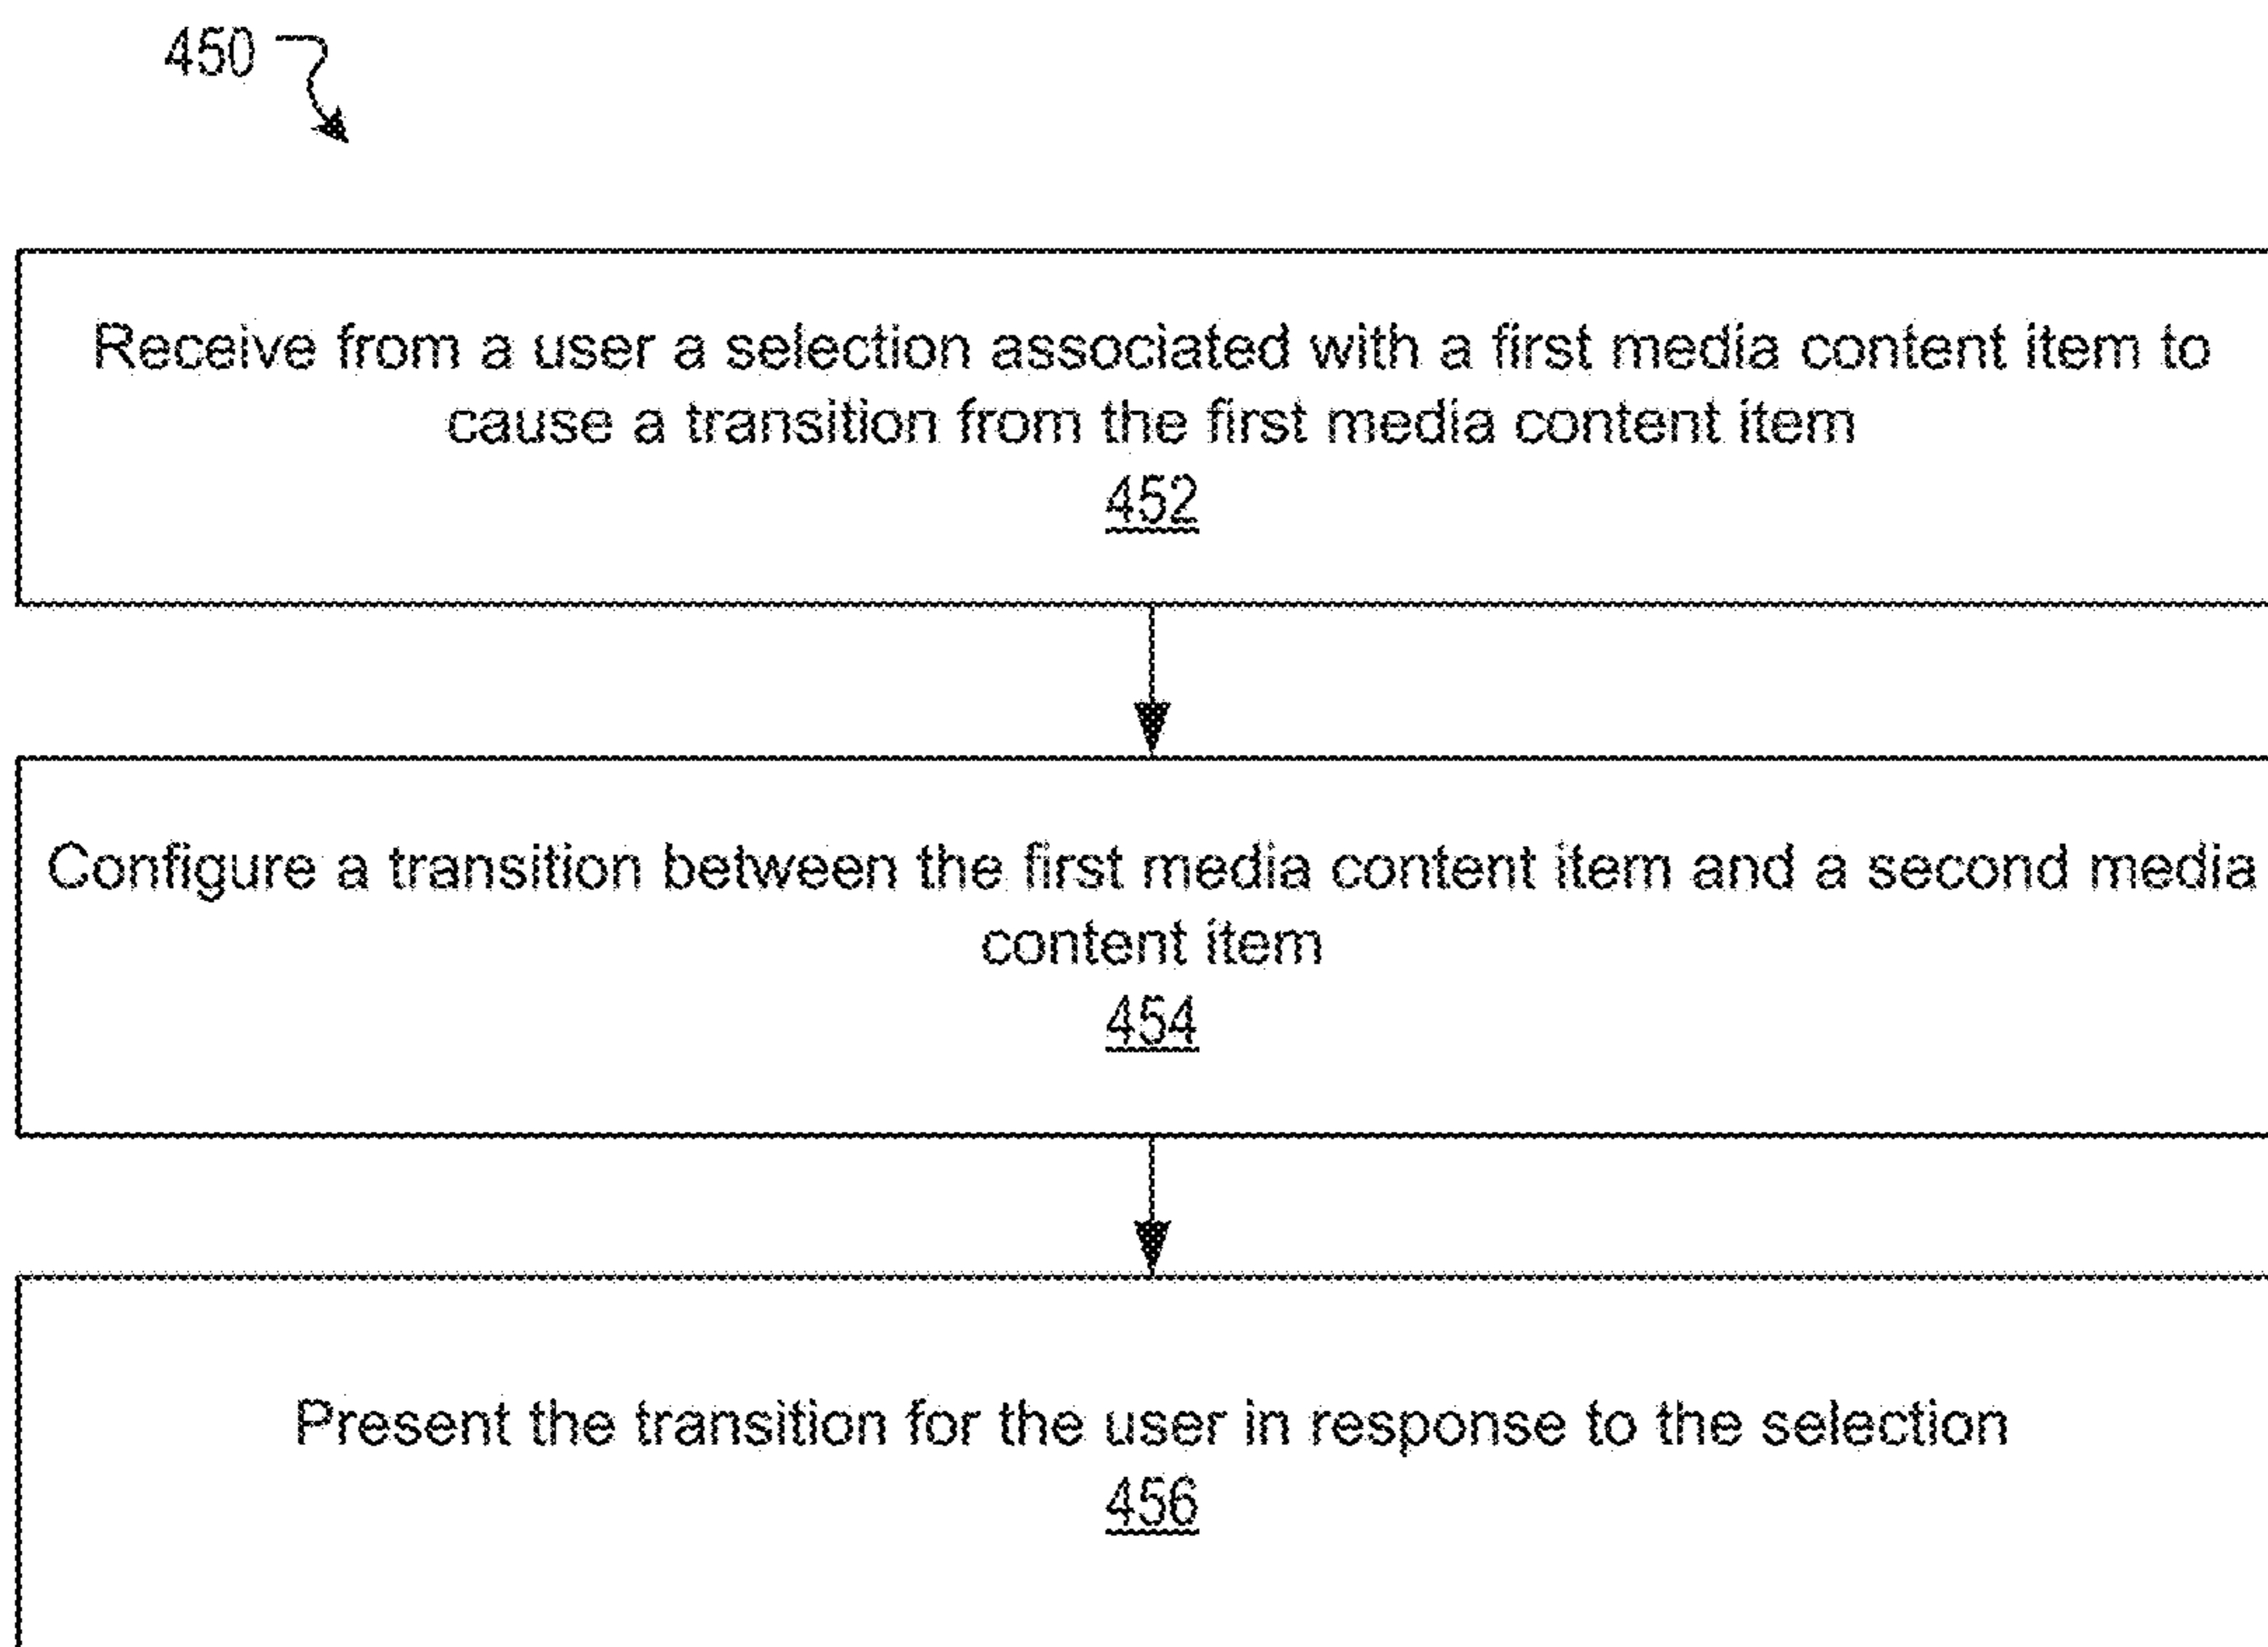 450
Receive from a user a selection associated with a first media content item to
cause a transition from the first media content item
452
Configure a transition between the first media content item and a second media
content item
454
Present the transition for the user in response to the selection
456